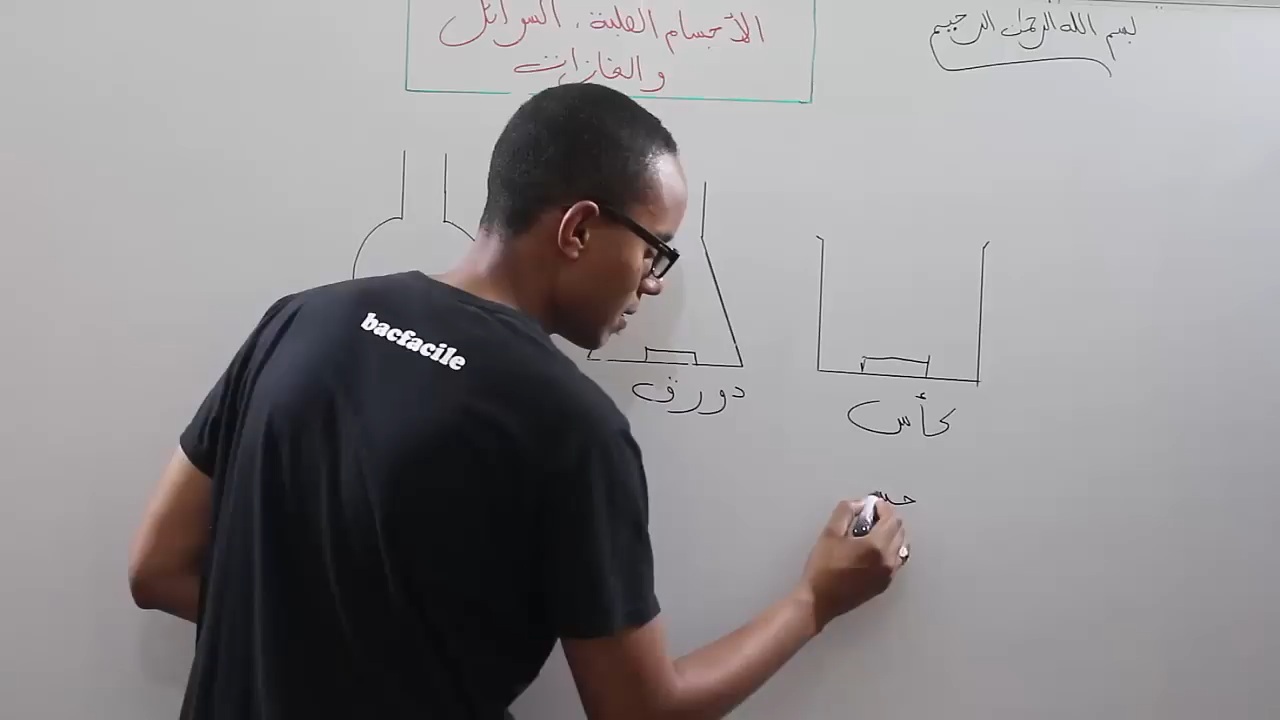 بسم الله الرحمن الرحيم
الأجسام الصلبة، السوائل
والغازات
bacfacile
دورق
كأس